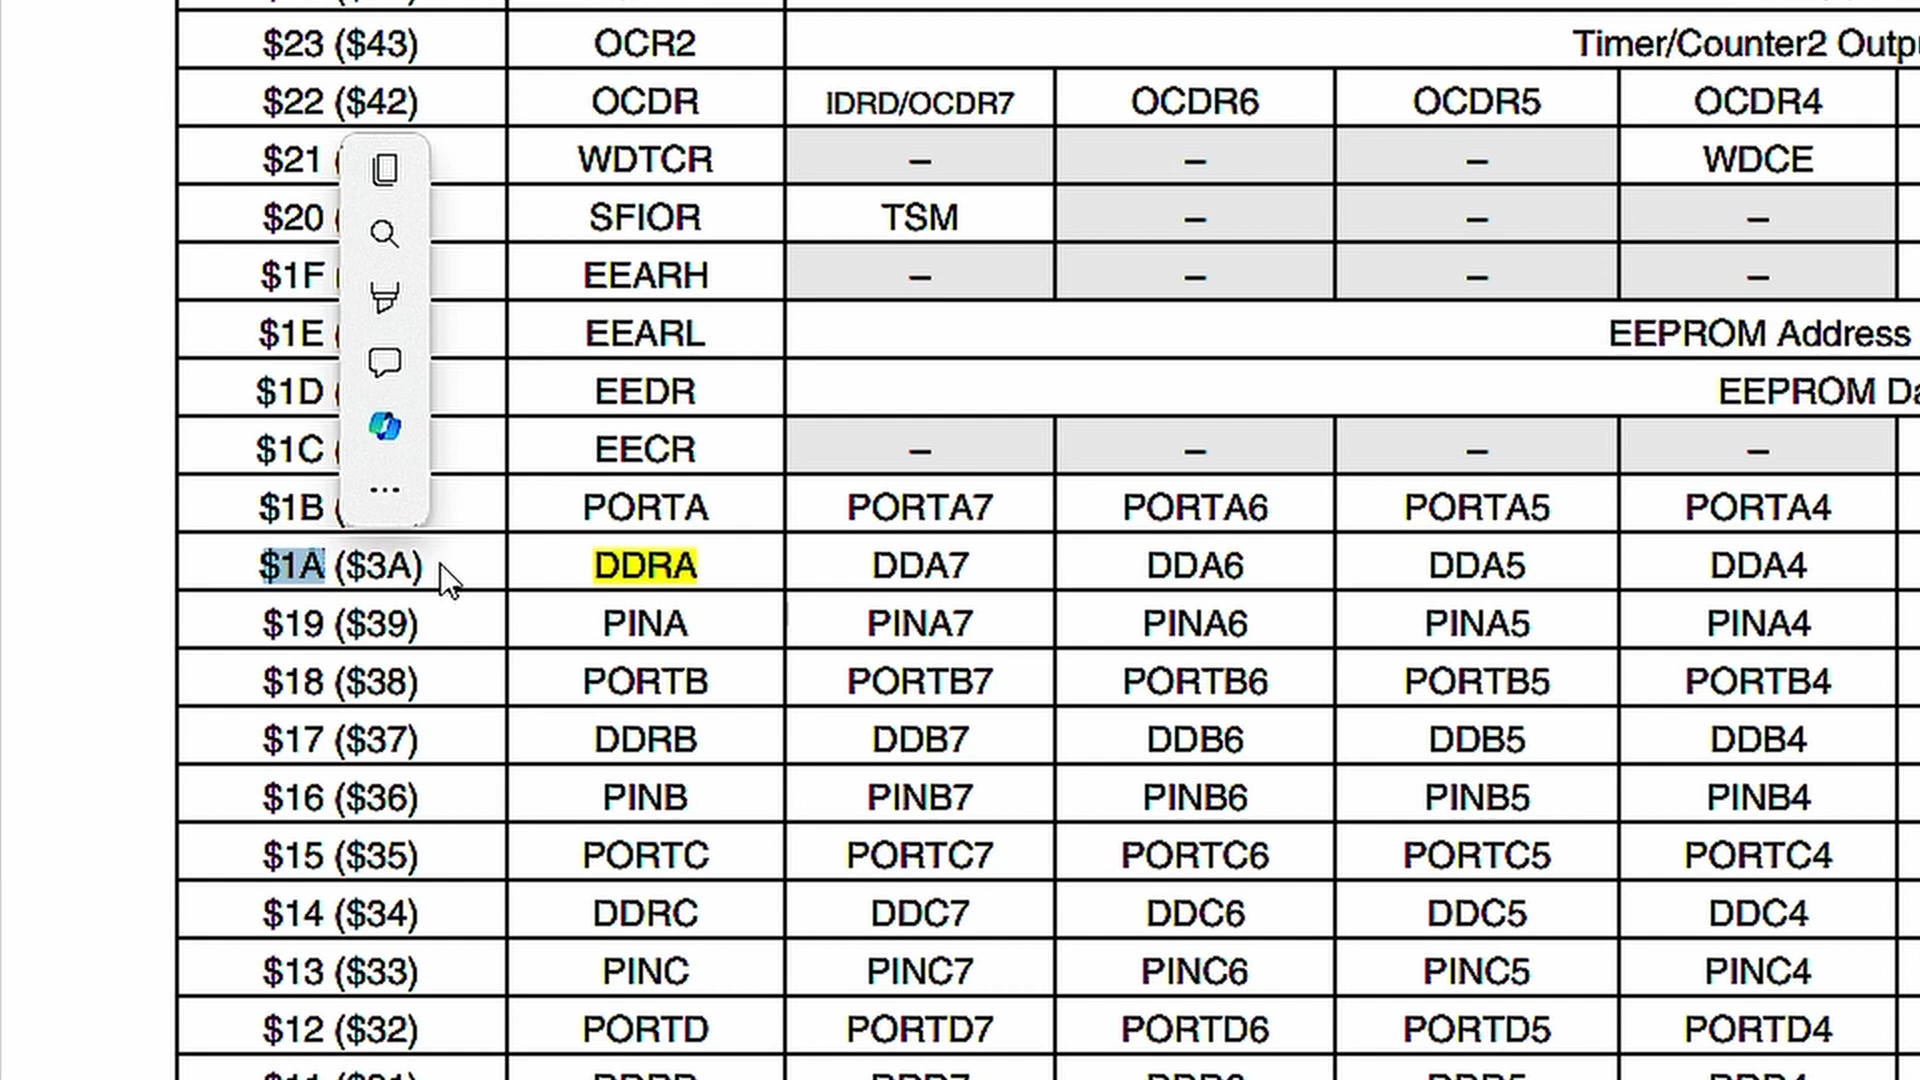 $23 ($43) OCR2 Timer/Counter2 Outp
$22 ($42) OCDR IDRD/OCDR7 OCDR6 OCDR5 OCDR4
$21 ( WDTCR – – – WDCE
$20 ( SFIOR TSM – – –
$1F EEARH – – – –
$1E ( EEARL EEPROM Address
$1D ( EEDR EEPROM Da
$1C ( EECR – – – –
$1B ( PORTA PORTA7 PORTA6 PORTA5 PORTA4
$1A ($3A) DDRA DDA7 DDA6 DDA5 DDA4
$19 ($39) PINA PINA7 PINA6 PINA5 PINA4
$18 ($38) PORTB PORTB7 PORTB6 PORTB5 PORTB4
$17 ($37) DDRB DDB7 DDB6 DDB5 DDB4
$16 ($36) PINB PINB7 PINB6 PINB5 PINB4
$15 ($35) PORTC PORTC7 PORTC6 PORTC5 PORTC4
$14 ($34) DDRC DDC7 DDC6 DDC5 DDC4
$13 ($33) PINC PINC7 PINC6 PINC5 PINC4
$12 ($32) PORTD PORTD7 PORTD6 PORTD5 PORTD4